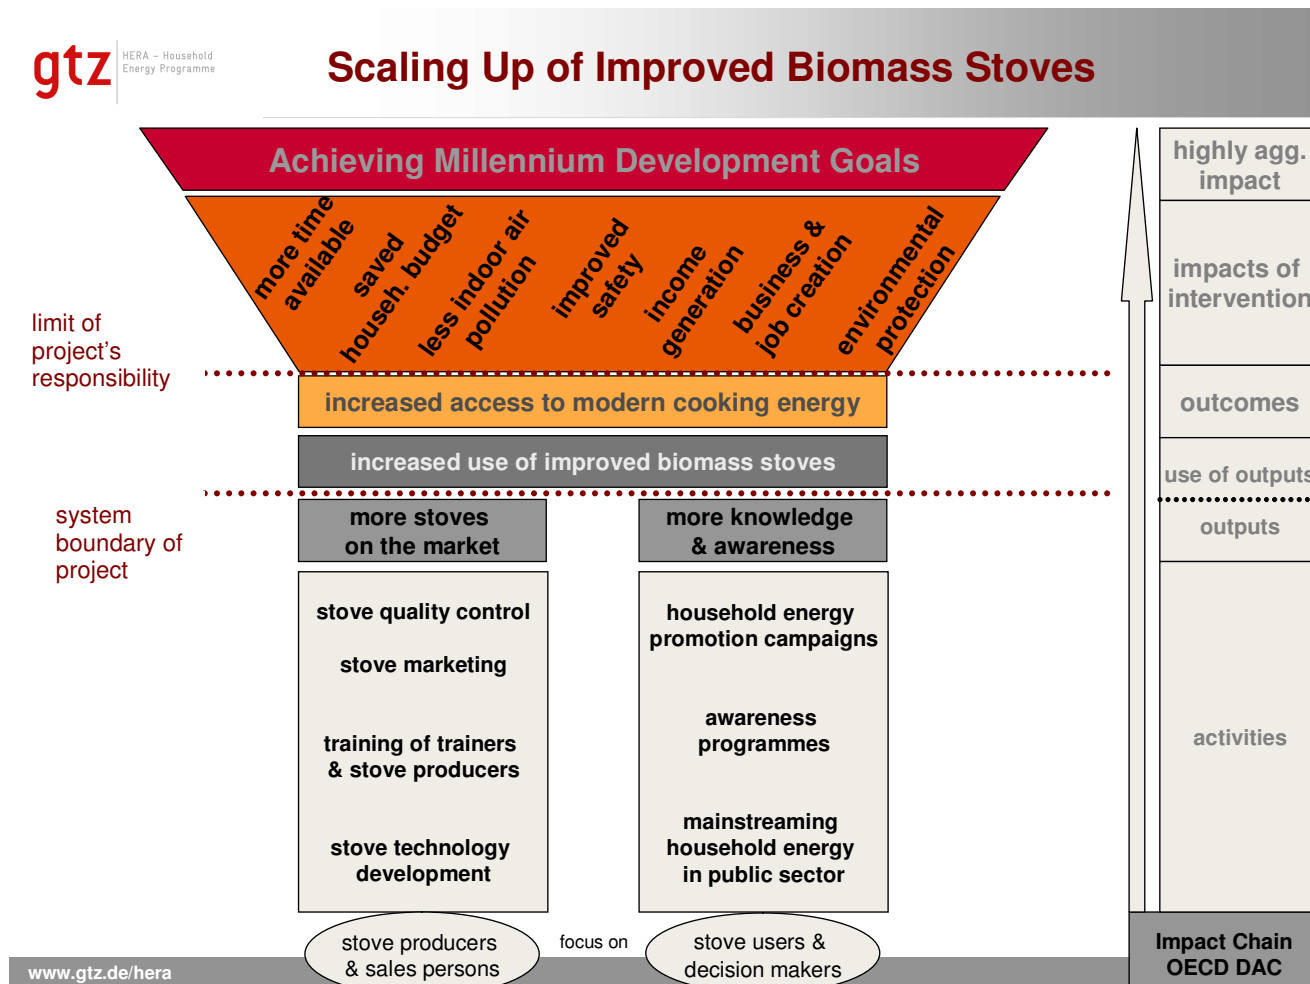 gtz
HERA - Household
Energy Programme
Scaling Up of Improved Biomass Stoves
Achieving Millennium Development Goals
more time
available
saved
househ. budget
less indoor air
pollution
improved
safety
income
generation
business &
job creation
environmental
protection
limit of
project's
responsibility
increased access to modern cooking energy
increased use of improved biomass stoves
system
boundary of
project
more stoves
on the market
more knowledge
& awareness
stove quality control
stove marketing
training of trainers
& stove producers
stove technology
development
household energy
promotion campaigns
awareness
programmes
mainstreaming
household energy
in public sector
stove producers
& sales persons
focus on
stove users &
decision makers
highly agg.
impact
impacts of
intervention
outcomes
use of outputs
outputs
activities
Impact Chain
OECD DAC
www.gtz.de/hera